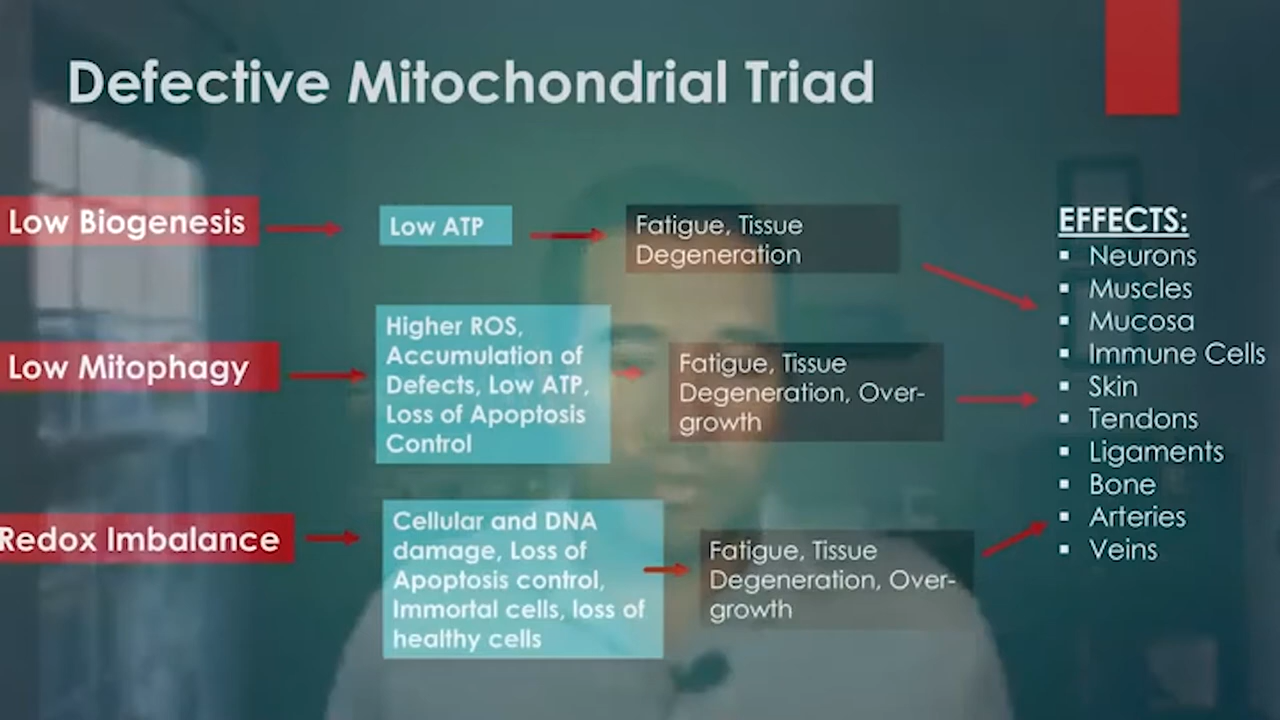 Defective Mitochondrial Triad
Low Biogenesis
Low ATP
Fatigue, Tissue
Degeneration
Low Mitophagy
Higher ROS,
Accumulation of
Defects, Low ATP,
Loss of Apoptosis
Control
Fatigue, Tissue
Degeneration, Over-
growth
Redox Imbalance
Cellular and DNA
damage, Loss of
Apoptosis control,
Immortal cells, loss of
healthy cells
Fatigue, Tissue
Degeneration, Over-
growth
EFFECTS:
▪ Neurons
▪ Muscles
▪ Mucosa
▪ Immune Cells
▪ Skin
▪ Tendons
▪ Ligaments
▪ Bone
▪ Arteries
▪ Veins